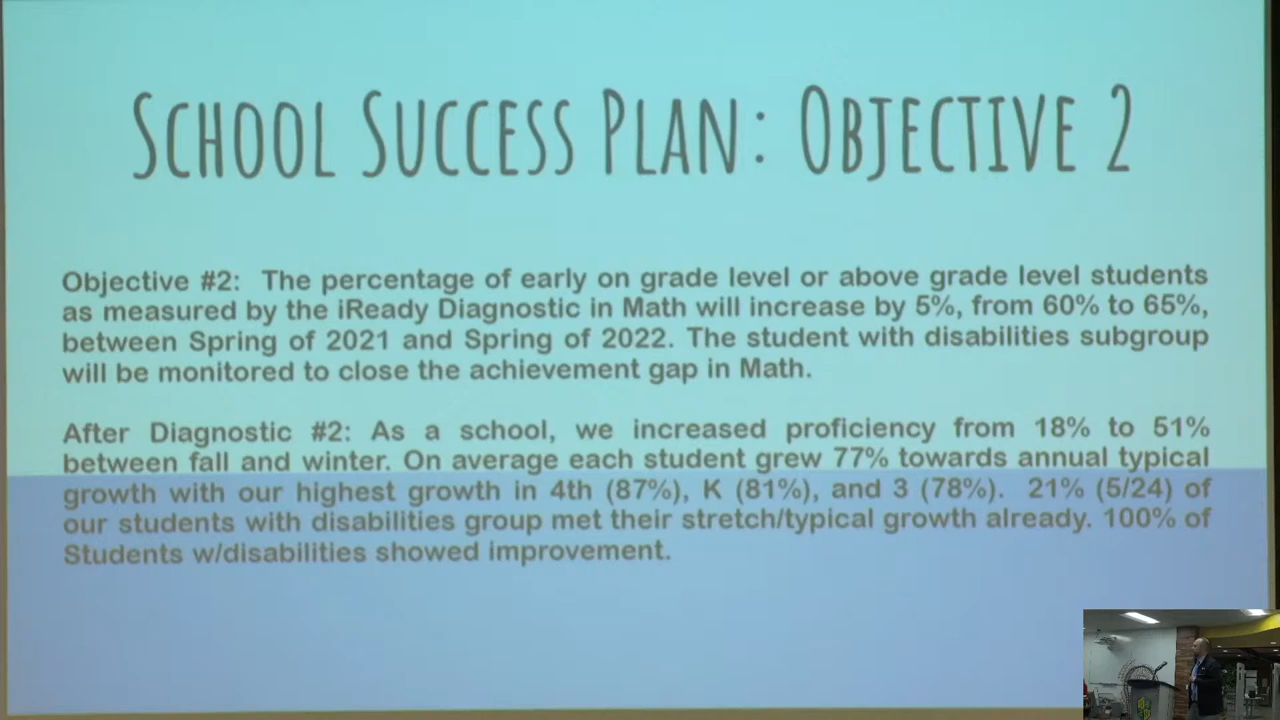 School Success Plan: Objective 2
Objective #2: The percentage of early on grade level or above grade level students
as measured by the iReady Diagnostic in Math will increase by 5%, from 60% to 65%,
between Spring of 2021 and Spring of 2022. The student with disabilities subgroup
will be monitored to close the achievement gap in Math.
After Diagnostic #2: As a school, we increased proficiency from 18% to 51%
between fall and winter. On average each student grew 77% towards annual typical
growth with our highest growth in 4th (87%), K (81%), and 3 (78%). 21% (5/24) of
our students with disabilities group met their stretch/typical growth already. 100% of
Students w/disabilities showed improvement.